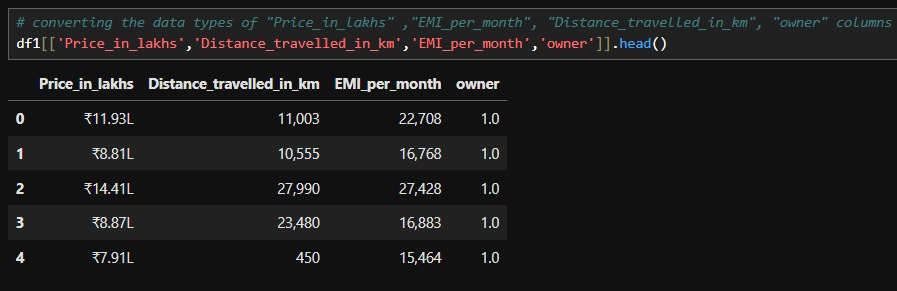 # converting the data types of "Price_in_lakhs" ,"EMI_per_month", "Distance_travelled_in_km", "owner" columns
df1[['Price_in_lakhs','Distance_travelled_in_km','EMI_per_month','owner']].head()
Price_in_lakhs Distance_travelled_in_km EMI_per_month owner
0 ₹11.93L 11,003 22,708 1.0
1 ₹8.81L 10,555 16,768 1.0
2 ₹14.41L 27,990 27,428 1.0
3 ₹8.87L 23,480 16,883 1.0
4 ₹7.91L 450 15,464 1.0